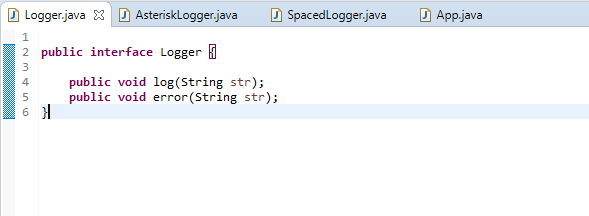 Logger.java AsteriskLogger.java SpacedLogger.java App.java
1
2 public interface Logger {
3
4 public void log(String str);
5 public void error(String str);
6 }